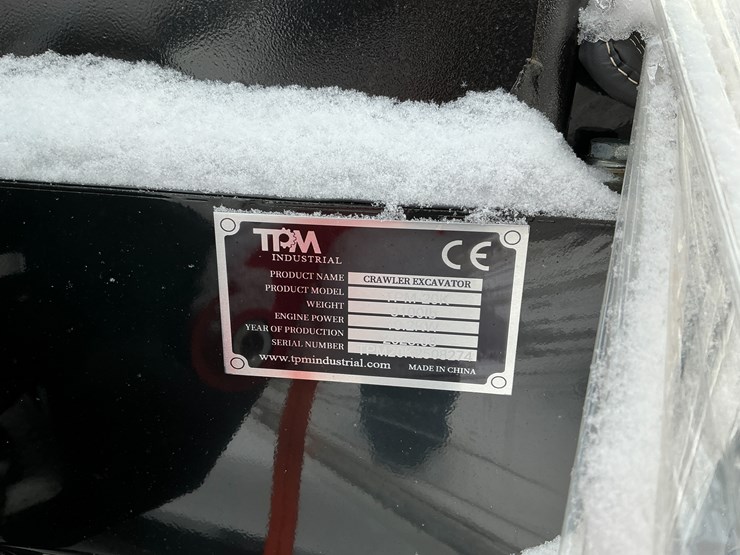 TPM
INDUSTRIAL
CE
PRODUCT NAME CRAWLER EXCAVATOR
PRODUCT MODEL
WEIGHT
ENGINE POWER
YEAR OF PRODUCTION
SERIAL NUMBER
www.tpmindustrial.com MADE IN CHINA